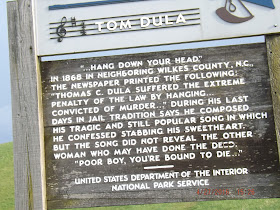 TOM DULA
"...HANG DOWN YOUR HEAD."
IN 1868 IN NEIGHBORING WILKES COUNTY, N.C.,
THE NEWSPAPER PRINTED THE FOLLOWING:
"THOMAS C. DULA SUFFERED THE EXTREME
PENALTY OF THE LAW BY HANGING...
CONVICTED OF MURDER..." DURING HIS LAST
DAYS IN JAIL TRADITION SAYS HE COMPOSED
HIS TRAGIC AND STILL POPULAR SONG IN WHICH
HE CONFESSED STABBING HIS SWEETHEART.
BUT THE SONG DID NOT REVEAL THE OTHER
WOMAN WHO MAY HAVE DONE THE DEED.
"POOR BOY, YOU'RE BOUND TO DIE..."
UNITED STATES DEPARTMENT OF THE INTERIOR
NATIONAL PARK SERVICE